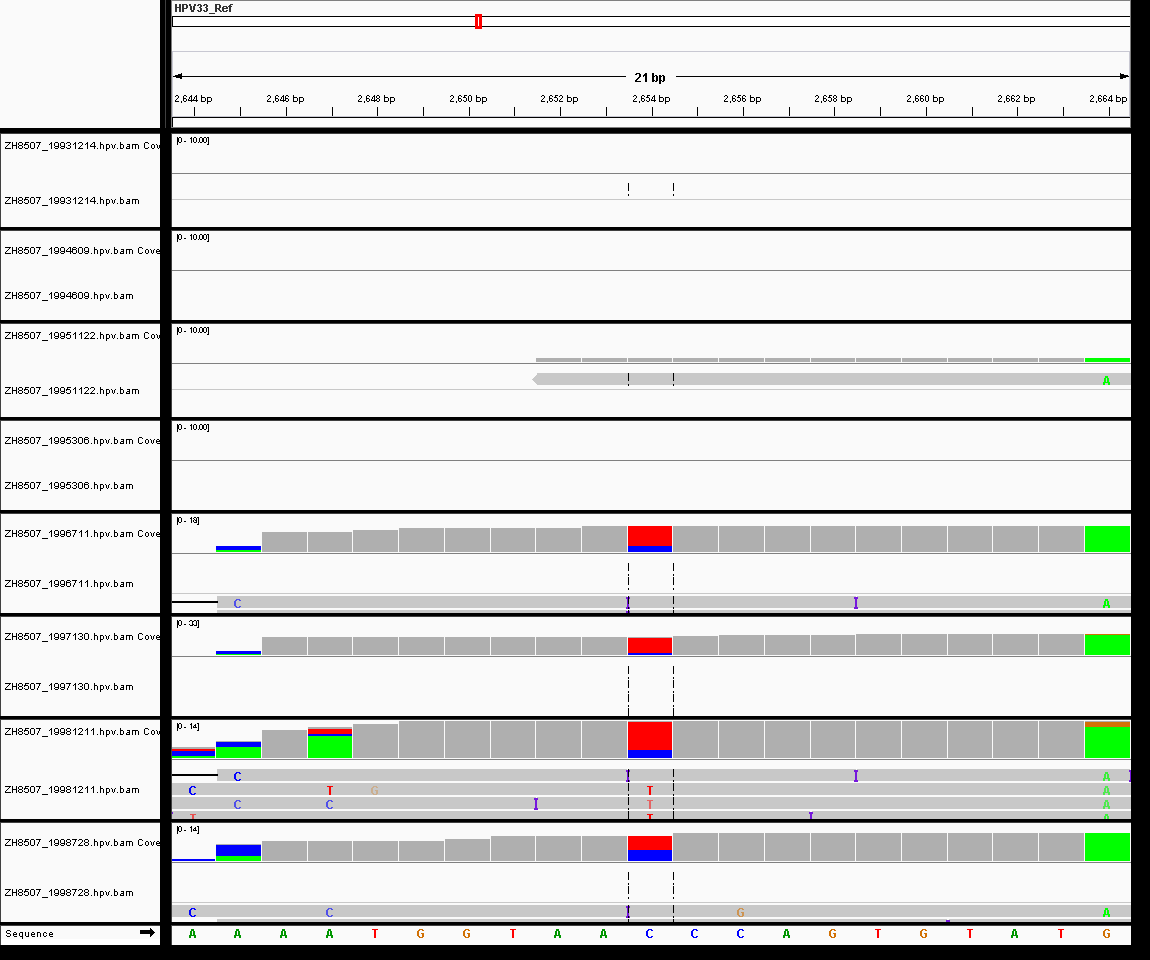 HPV33_Ref
21 bp
2,644 bp 2,646 bp 2,648 bp 2,650 bp 2,652 bp 2,654 bp 2,656 bp 2,658 bp 2,660 bp 2,662 bp 2,664 bp
ZH8507_19931214.hpv.bam Cov
[0 - 10.00]
ZH8507_19931214.hpv.bam
[0 - 10.00]
ZH8507_1994609.hpv.bam Cove
ZH8507_1994609.hpv.bam
[0 - 10.00]
ZH8507_19951122.hpv.bam Cov
ZH8507_19951122.hpv.bam
A
[0 - 10.00]
ZH8507_1995306.hpv.bam Cove
ZH8507_1995306.hpv.bam
[0 - 18]
ZH8507_1996711.hpv.bam Cove
ZH8507_1996711.hpv.bam
C I I A
[0 - 33]
ZH8507_1997130.hpv.bam Cove
ZH8507_1997130.hpv.bam
[0 - 14]
ZH8507_19981211.hpv.bam Cov
C I I A
ZH8507_19981211.hpv.bam
C T G T A
C C I T A
T T I A
[0 - 14]
ZH8507_1998728.hpv.bam Cove
ZH8507_1998728.hpv.bam
C C I G A
Sequence A A A A T G G T A A C C C A G T G T A T G